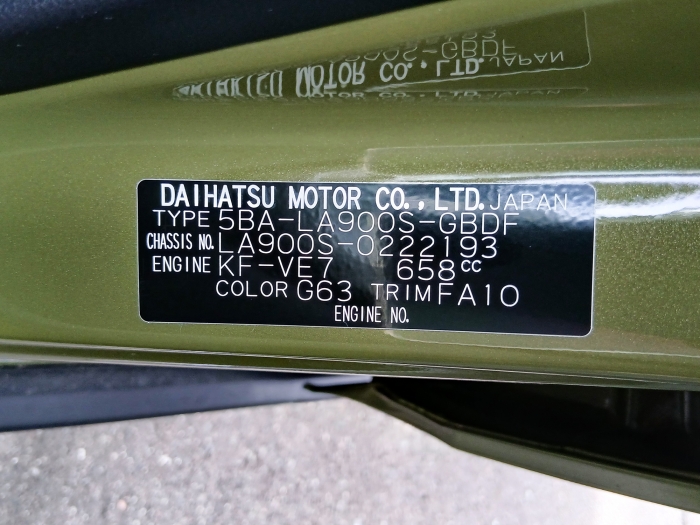 DAIHATSU MOTOR CO., LTD. JAPAN
TYPE 5BA-LA900S-GBDF
CHASSIS NO. LA900S-0222193
ENGINE KF-VE7 658cc
COLOR G63 TRIM FA10
ENGINE NO.